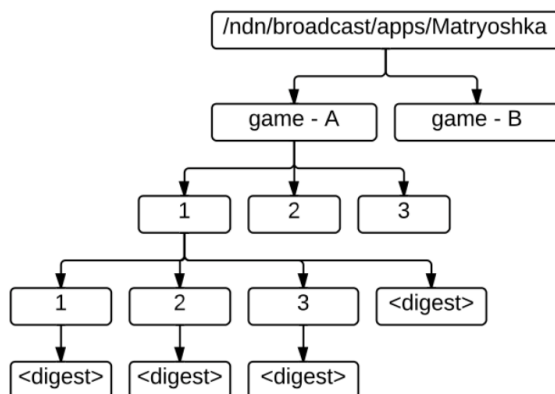 /ndn/broadcast/apps/Matryoshka
game - A
game - B
1
2
3
1
2
3
<digest>
<digest>
<digest>
<digest>